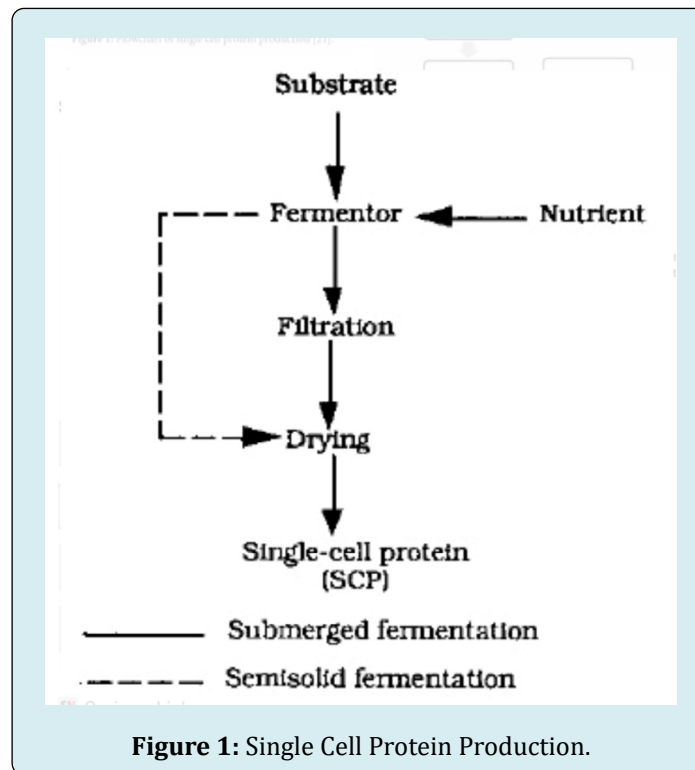 Substrate
Fermentor
Nutrient
Filtration
Drying
Single-cell protein
(SCP)
Submerged fermentation
Semisolid fermentation
Figure 1: Single Cell Protein Production.